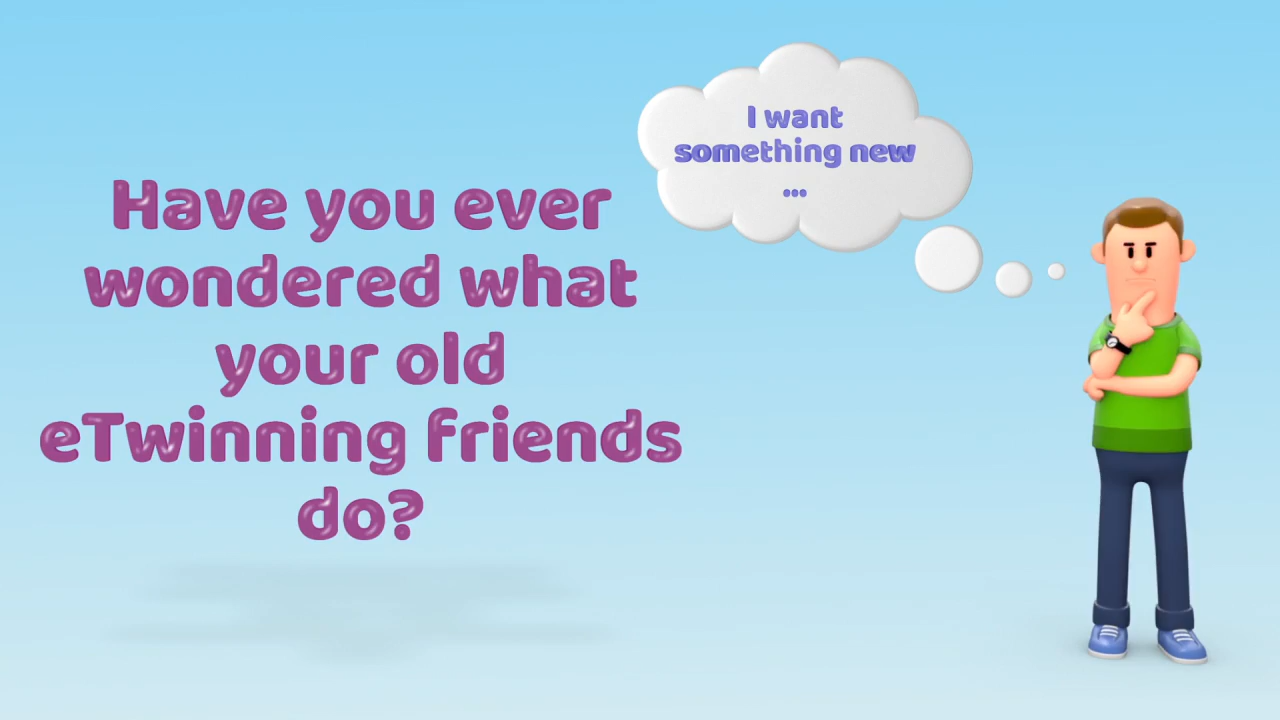 Have you ever
wondered what
your old
eTwinning friends
do?
I want
something new
...